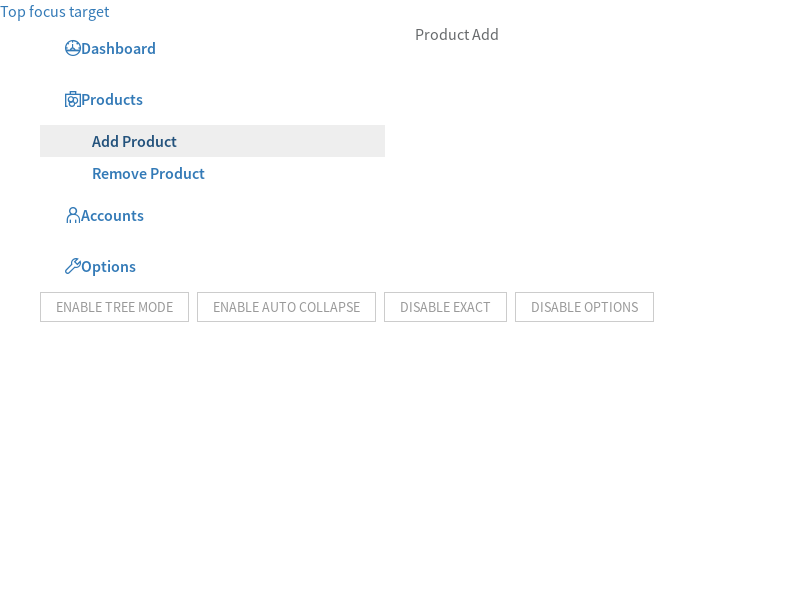 Top focus target
Dashboard
Product Add
Products
Add Product
Remove Product
Accounts
Options
ENABLE TREE MODE
ENABLE AUTO COLLAPSE
DISABLE EXACT
DISABLE OPTIONS